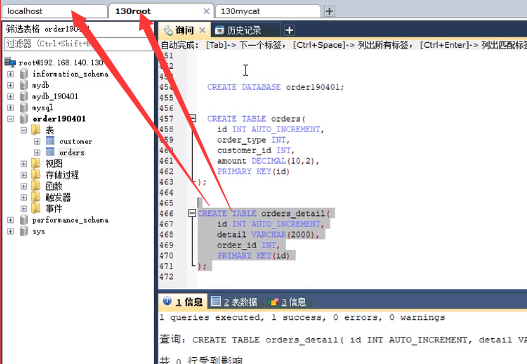 localhost
130root
130mycat
筛选表格 order1904
过滤器 (Ctrl+Shift+B)
root@192.168.140.130
information_schema
mydb
mydb_190401
mysql
order190401
表
customer
orders
视图
存储过程
函数
触发器
事件
performance_schema
sys
询问
历史记录
自动完成: [Tab]-> 下一个标签, [Ctrl+Space]-> 列出所有标签, [Ctrl+Enter]-> 列出匹配标
451
452
453
454 CREATE DATABASE order190401;
455
456
457 CREATE TABLE orders(
458 id INT AUTO_INCREMENT,
459 order_type INT,
460 customer_id INT,
461 amount DECIMAL(10,2),
462 PRIMARY KEY(id)
463 );
464
465
466 CREATE TABLE orders_detail(
467 id INT AUTO_INCREMENT,
468 detail VARCHAR(2000),
469 order_id INT,
470 PRIMARY KEY(id)
471 );
472
1 信息
2 表数据
3 信息
1 queries executed, 1 success, 0 errors, 0 warnings
查询: CREATE TABLE orders_detail( id INT AUTO_INCREMENT, detail VA
共 0 行受到影响